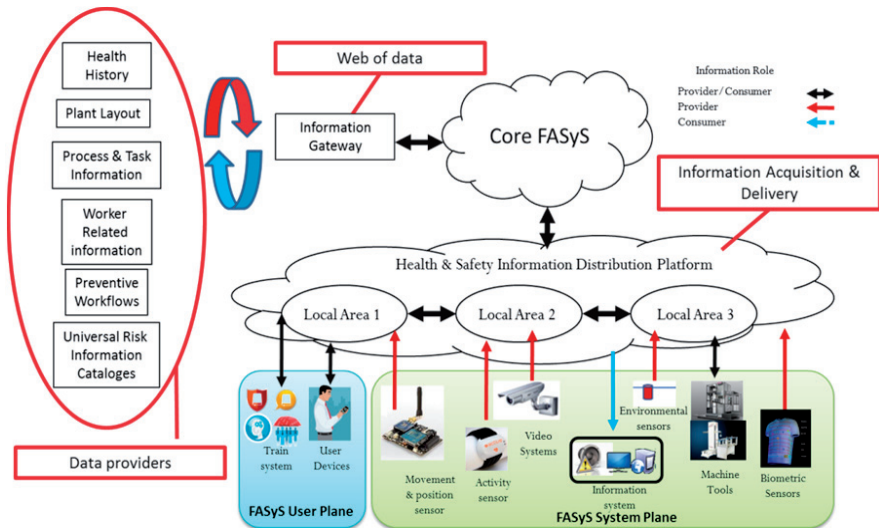 Health
History
Plant Layout
Process & Task
Information
Worker
Related
information
Preventive
Workflows
Universal Risk
Information
Cataloges
Data providers
Web of data
Information
Gateway
Core FASyS
Information Role
Provider/Consumer
Provider
Consumer
Information Acquisition &
Delivery
Health & Safety Information Distribution Platform
Local Area 1
Local Area 2
Local Area 3
Train
system
User
Devices
FASyS User Plane
Movement
& position
sensor
Activity
sensor
Video
Systems
Information
system
Environmental
sensors
Machine
Tools
Biometric
Sensors
FASyS System Plane